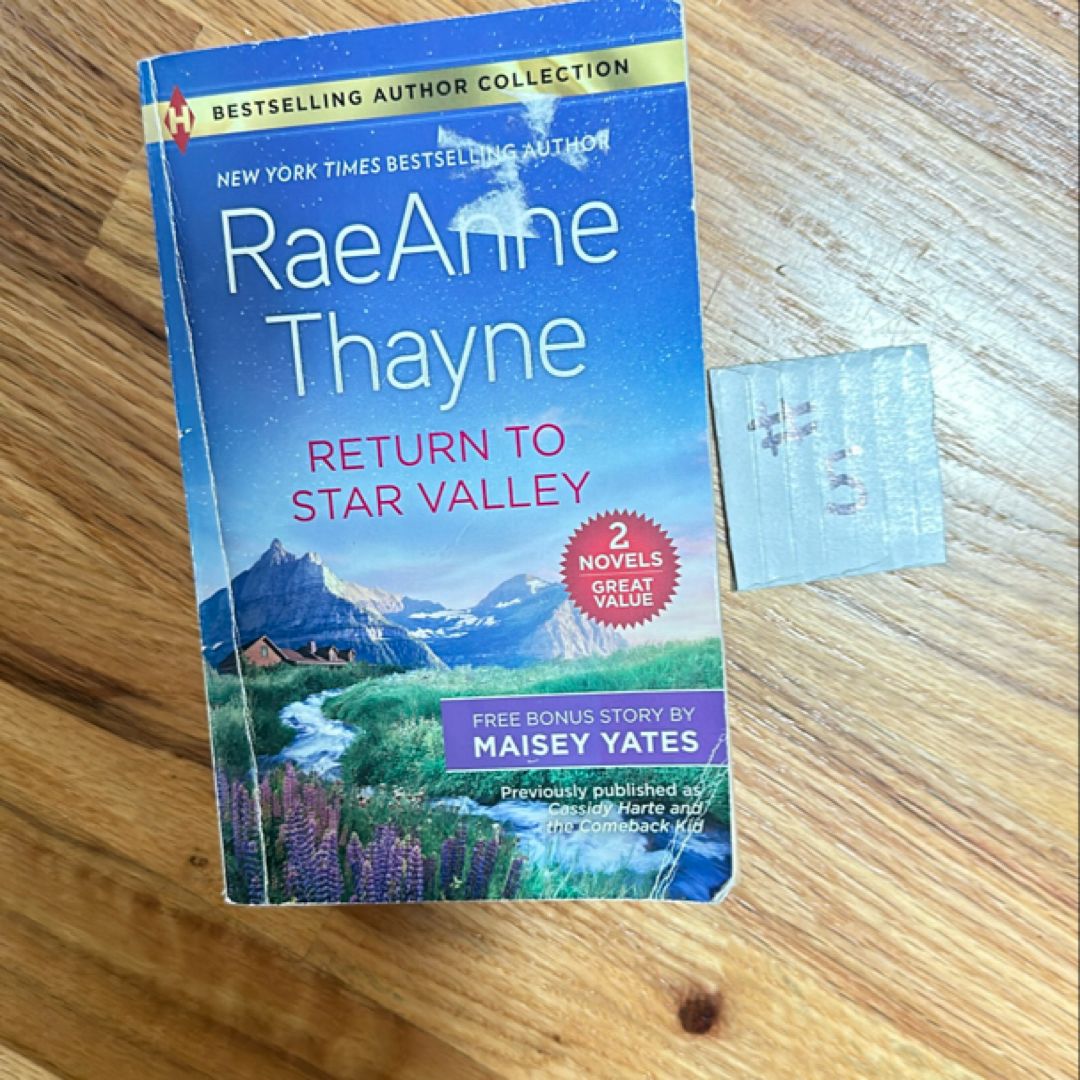 H BESTSELLING AUTHOR COLLECTION
NEW YORK TIMES BESTSELLING AUTHOR
RaeAnne
Thayne
RETURN TO
STAR VALLEY
2
NOVELS
GREAT
VALUE
FREE BONUS STORY BY
MAISEY YATES
Previously published as
Cassidy Harte and
the Comeback Kid
#